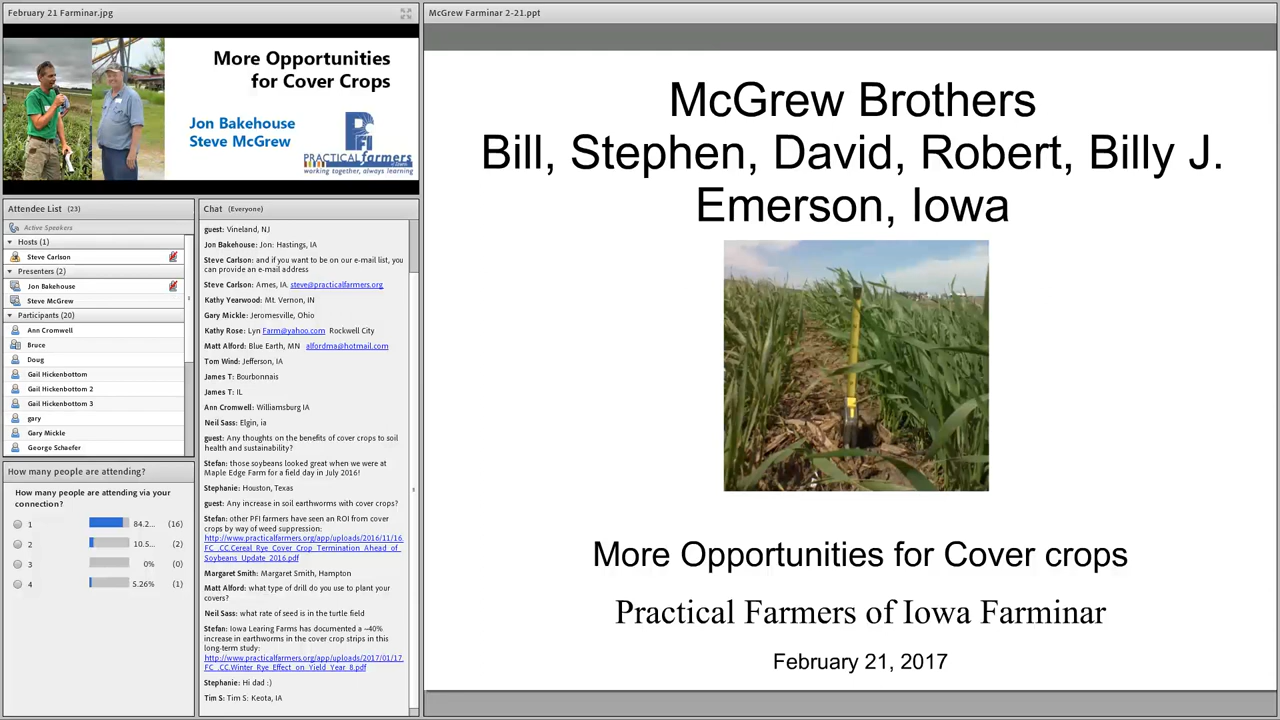 February 21 Farminar.jpg
More Opportunities
for Cover Crops
Jon Bakehouse
Steve McGrew
PFI
PRACTICAL farmers
working together, always learning
Attendee List (23)
Active Speakers
Hosts (1)
Steve Carlson
Presenters (2)
Jon Bakehouse
Steve McGrew
Participants (20)
Ann Cromwell
Bruce
Doug
Gail Hickenbottom
Gail Hickenbottom 2
Gail Hickenbottom 3
gary
Gary Mickle
George Schaefer
How many people are attending?
How many people are attending via your
connection?
1 84.2... (16)
2 10.5... (2)
3 0% (0)
4 5.26% (1)
Chat (Everyone)
guest: Vineland, NJ
Jon Bakehouse: Jon: Hastings, IA
Steve Carlson: and if you want to be on our e-mail list, you
can provide an e-mail address
Steve Carlson: Ames, IA. steve@practicalfarmers.org
Kathy Yearwood: Mt. Vernon, IN
Gary Mickle: Jeromesville, Ohio
Kathy Rose: Lyn Farm@yahoo.com Rockwell City
Matt Alford: Blue Earth, MN alfordma@hotmail.com
Tom Wind: Jefferson, IA
James T: Bourbonnais
James T: IL
Ann Cromwell: Williamsburg IA
Neil Sass: Elgin, ia
guest: Any thoughts on the benefits of cover crops to soil
health and sustainability?
Stefan: those soybeans looked great when we were at
Maple Edge Farm for a field day in July 2016!
Stephanie: Houston, Texas
guest: Any increase in soil earthworms with cover crops?
Stefan: other PFI farmers have seen an ROI from cover
crops by way of weed suppression:
http://www.practicalfarmers.org/app/uploads/2016/11/16.
FC_.CC.Cereal_Rye_Cover_Crop_Termination_Ahead_of_
Soybeans_Update_2016.pdf
Margaret Smith: Margaret Smith, Hampton
Matt Alford: what type of drill do you use to plant your
covers?
Neil Sass: what rate of seed is in the turtle field
Stefan: Iowa Learing Farms has documented a ~40%
increase in earthworms in the cover crop strips in this
long-term study:
http://www.practicalfarmers.org/app/uploads/2017/01/17.
FC_.CC.Winter_Rye_Effect_on_Yield_Year_8.pdf
Stephanie: Hi dad :)
Tim S: Tim S: Keota, IA
McGrew Farminar 2-21.ppt
McGrew Brothers
Bill, Stephen, David, Robert, Billy J.
Emerson, Iowa
More Opportunities for Cover crops
Practical Farmers of Iowa Farminar
February 21, 2017